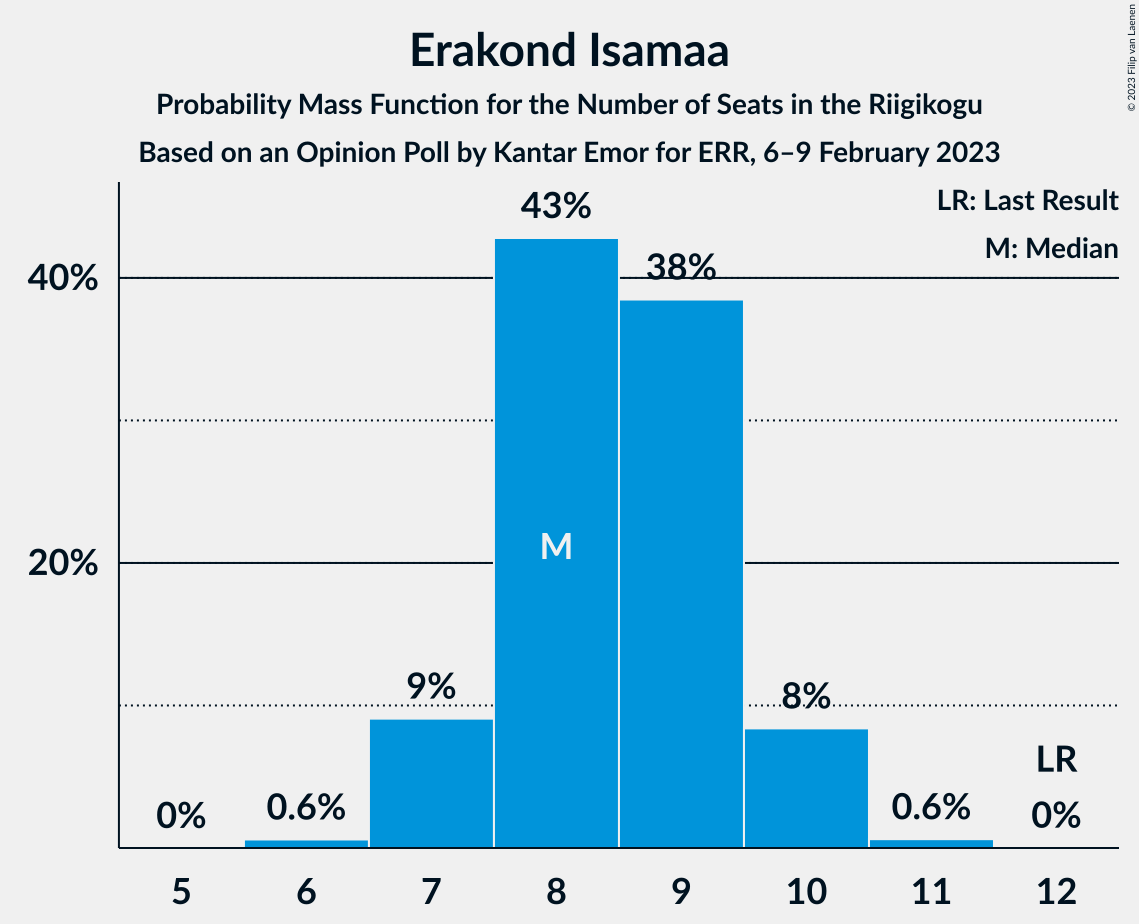 Erakond Isamaa
Probability Mass Function for the Number of Seats in the Riigikogu
Based on an Opinion Poll by Kantar Emor for ERR, 6–9 February 2023
© 2023 Filip van Laenen
LR: Last Result
M: Median
43%
38%
40%
M
20%
9%
8%
LR
0%
0.6%
0.6%
0%
5 6 7 8 9 10 11 12